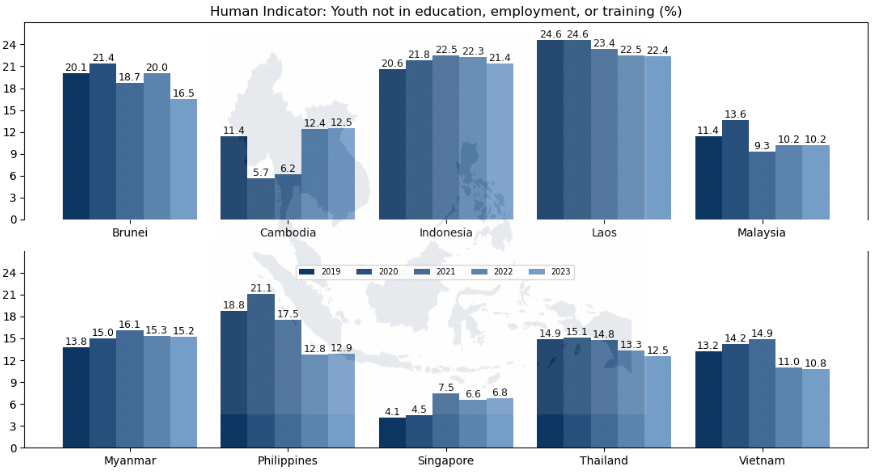 Human Indicator: Youth not in education, employment, or training (%)
24
21
18
15
12
9
6
3
0
20.1 21.4 18.7 20.0 16.5
11.4 5.7 6.2 12.4 12.5
20.6 21.8 22.5 22.3 21.4
24.6 24.6 23.4 22.5 22.4
11.4 13.6 9.3 10.2 10.2
Brunei Cambodia Indonesia Laos Malaysia
2019 2020 2021 2022 2023
24
21
18
15
12
9
6
3
0
13.8 15.0 16.1 15.3 15.2
18.8 21.1 17.5 12.8 12.9
4.1 4.5 7.5 6.6 6.8
14.9 15.1 14.8 13.3 12.5
13.2 14.2 14.9 11.0 10.8
Myanmar Philippines Singapore Thailand Vietnam